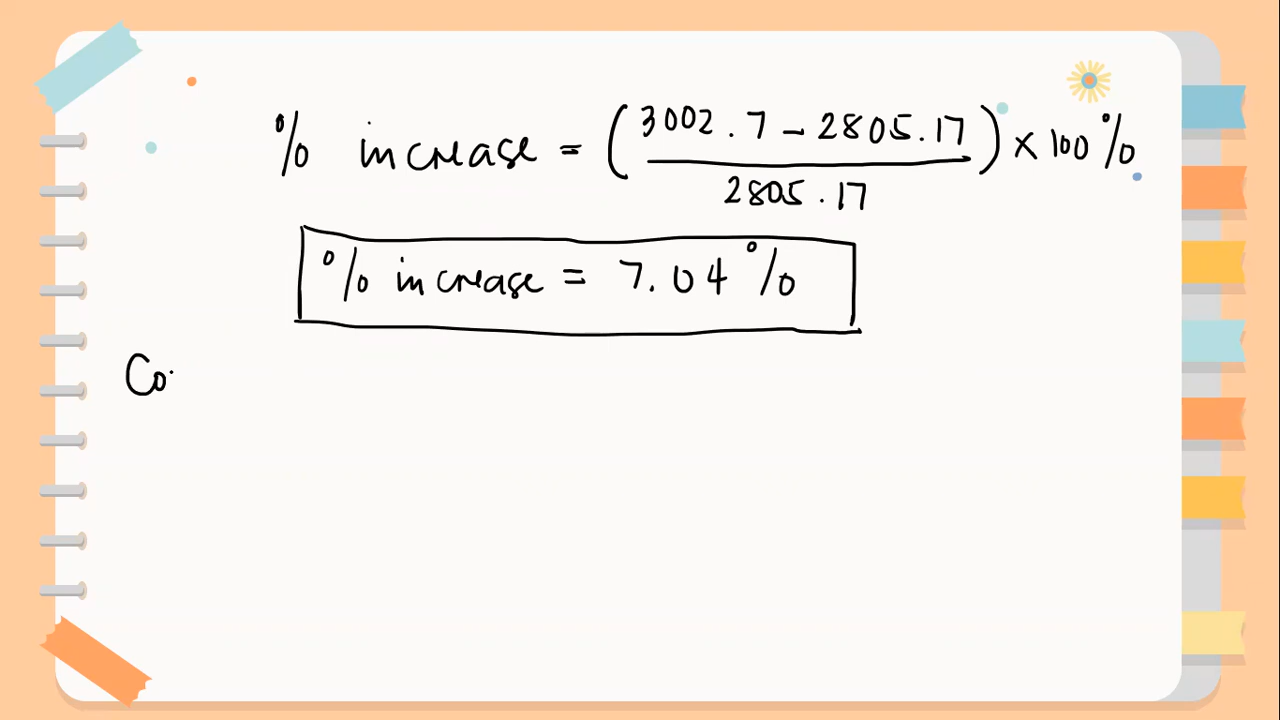 % increase = (3002.7 - 2805.17 / 2805.17) x 100%
% increase = 7.04 %
Co